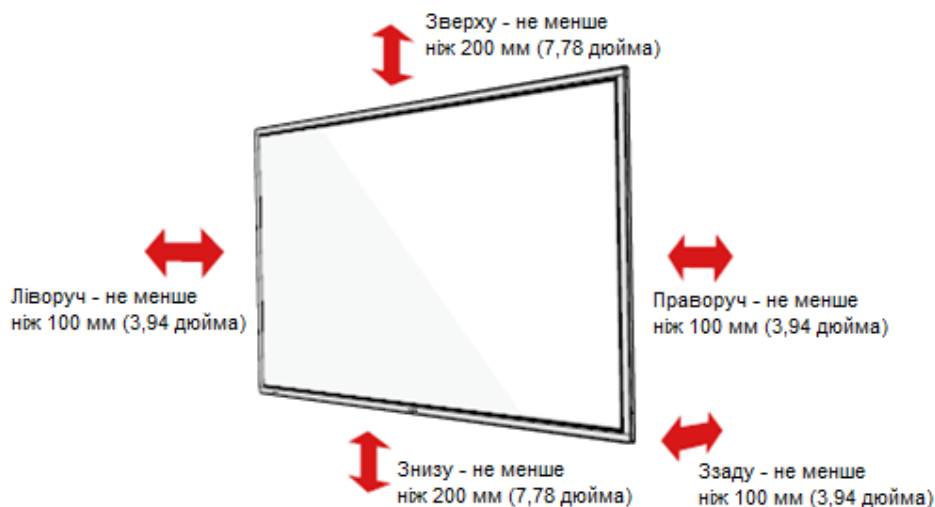 Зверху - не менше
ніж 200 мм (7,78 дюйма)
Ліворуч - не менше
ніж 100 мм (3,94 дюйма)
Праворуч - не менше
ніж 100 мм (3,94 дюйма)
Знизу - не менше
ніж 200 мм (7,78 дюйма)
Ззаду - не менше
ніж 100 мм (3,94 дюйма)